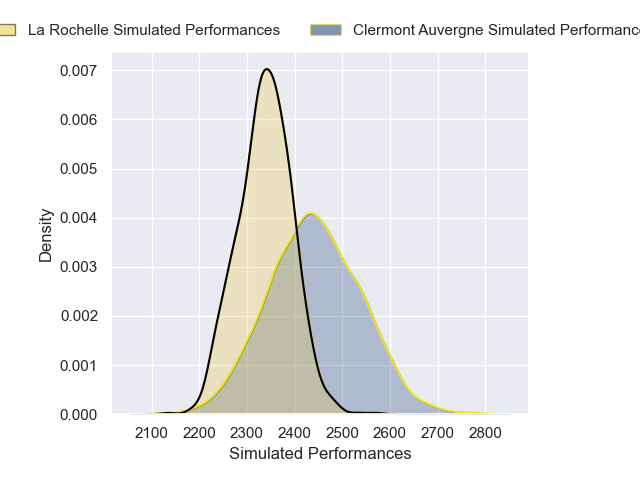 La Rochelle Simulated Performances
Clermont Auvergne Simulated Performanc
0.007
0.006
0.005
0.004
0.003
0.002
0.001
0.000
Density
2100 2200 2300 2400 2500 2600 2700 2800
Simulated Performances